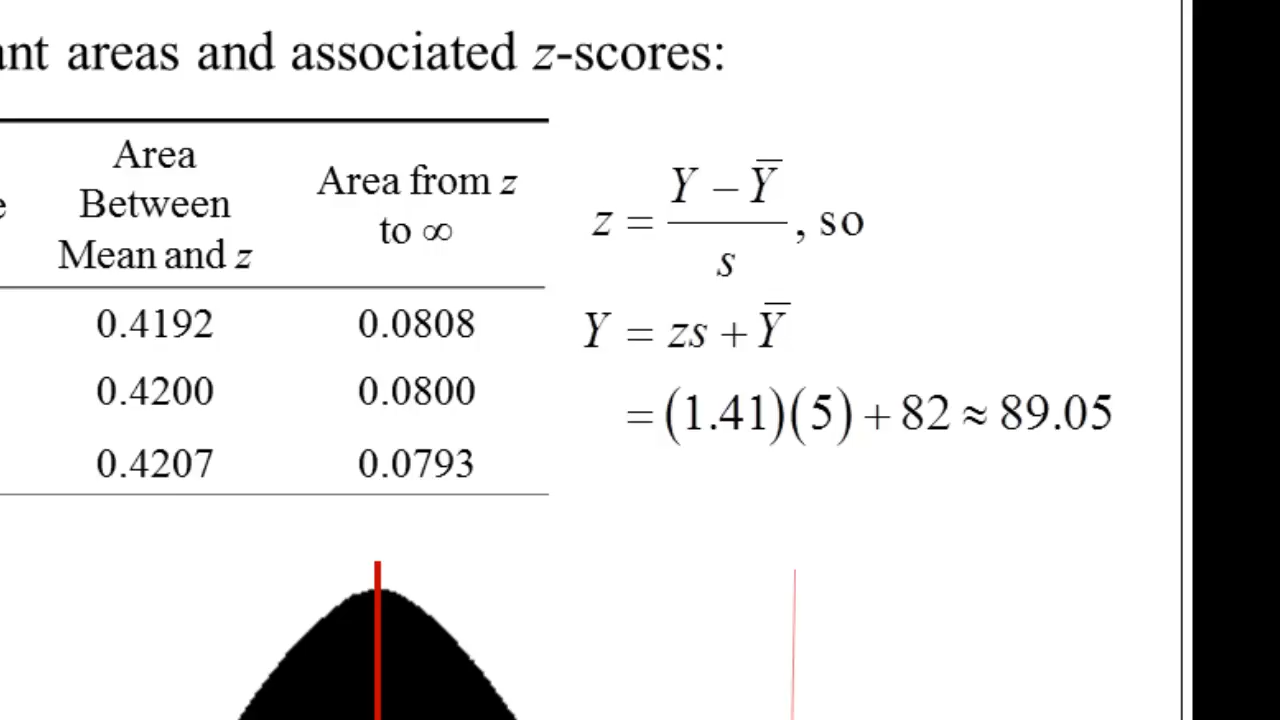 ant areas and associated z-scores:
Area
Between
Mean and z
Area from z
to ∞
e
0.4192 0.0808
0.4200 0.0800
0.4207 0.0793
z = (Y − Y̅) / s , so
Y = zs + Y̅
= (1.41)(5) + 82 ≈ 89.05